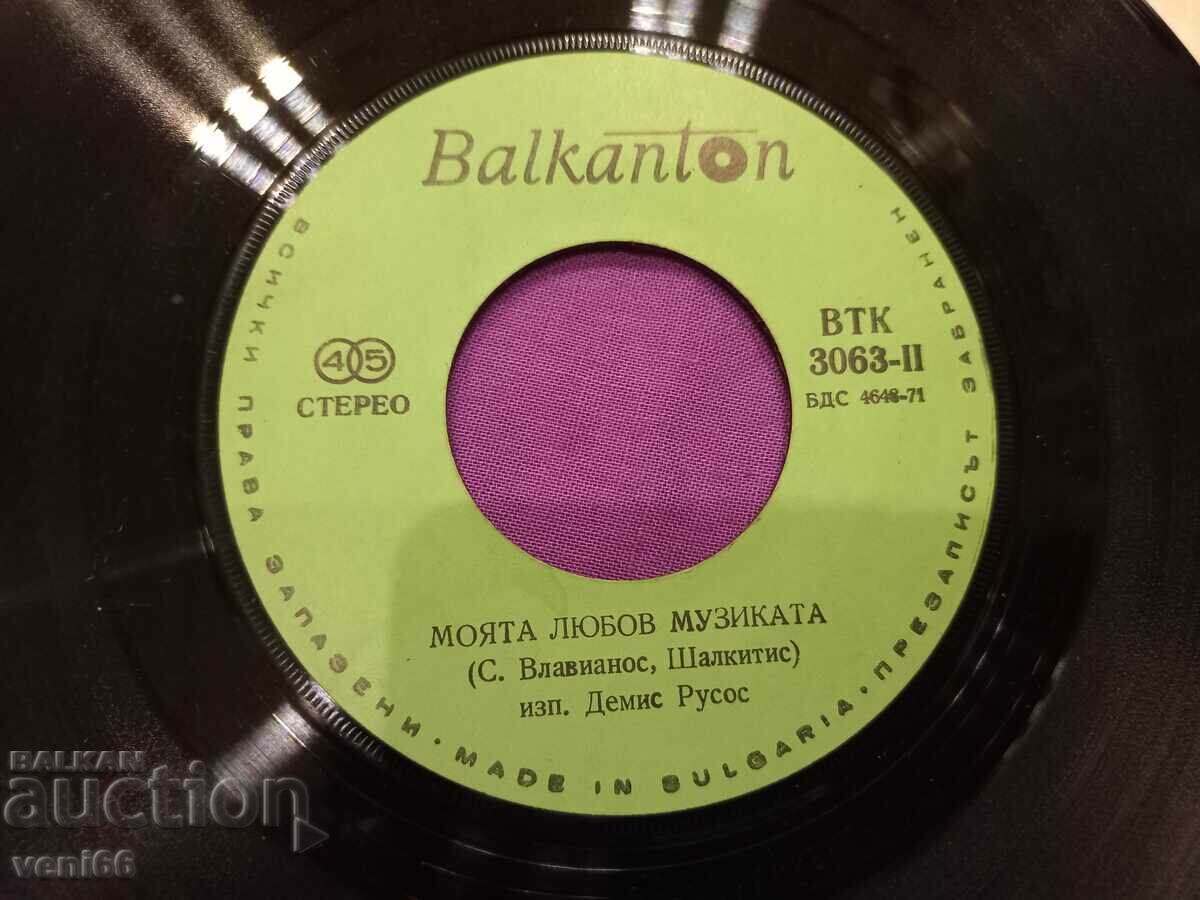 Balkanton
45
СТЕРЕО
ВТК
3063-II
БДС 4648-71
МОЯТА ЛЮБОВ МУЗИКАТА
(С. Влавианос, Шалкитис)
изп. Демис Русос
ВСИЧКИ ПРАВА ЗАПАЗЕНИ · MADE IN BULGARIA · ПРЕЗАПИСЪТ ЗАБРАНЕН
BALKAN
auction
veni66